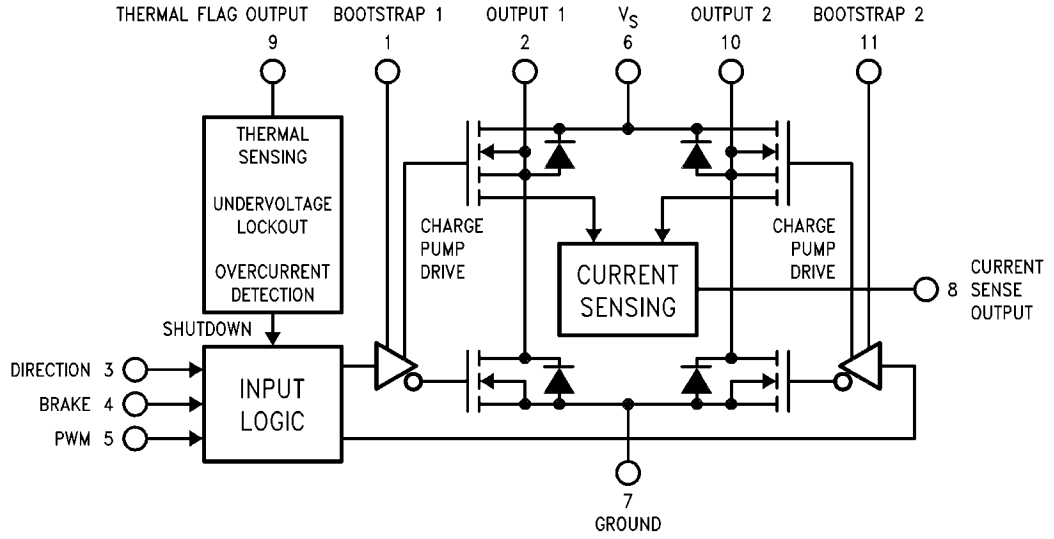 THERMAL FLAG OUTPUT
9
BOOTSTRAP 1
1
OUTPUT 1
2
VS
6
OUTPUT 2
10
BOOTSTRAP 2
11
THERMAL
SENSING
UNDERVOLTAGE
LOCKOUT
OVERCURRENT
DETECTION
CHARGE
PUMP
DRIVE
CURRENT
SENSING
CHARGE
PUMP
DRIVE
8 CURRENT
SENSE
OUTPUT
SHUTDOWN
DIRECTION 3
BRAKE 4
PWM 5
INPUT
LOGIC
7
GROUND